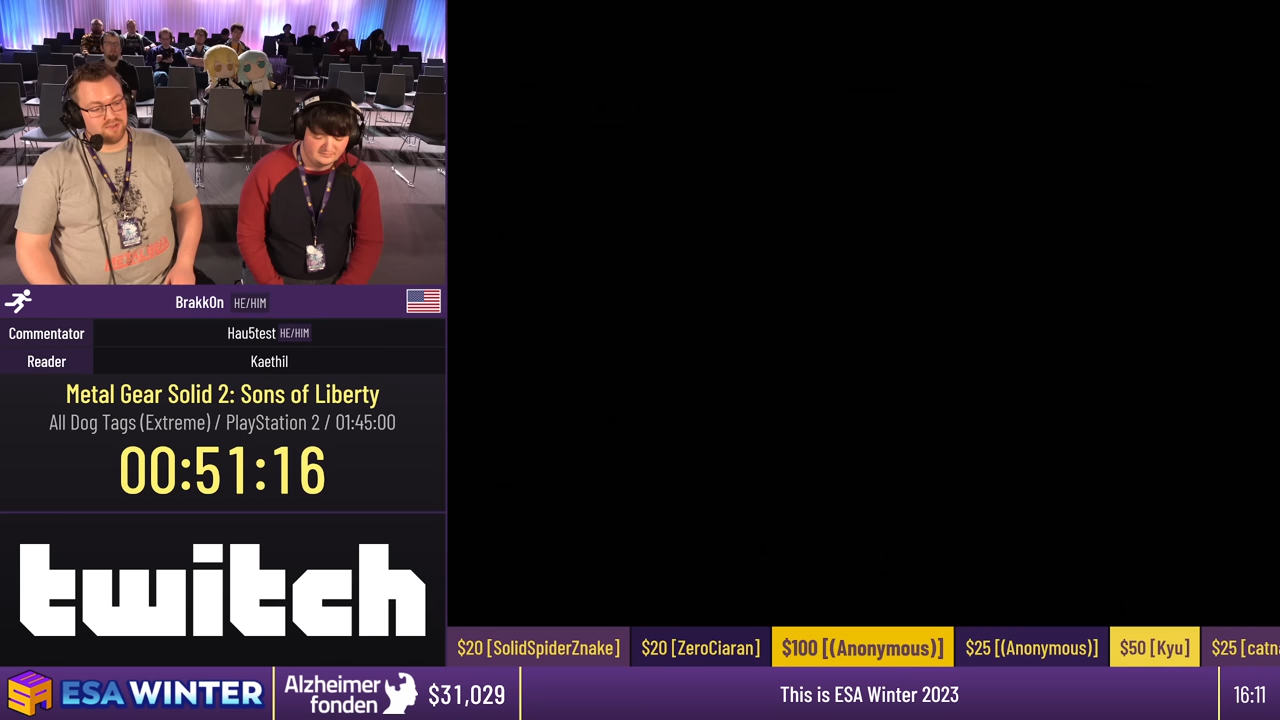 BrakkOn HE/HIM
Commentator Hau5test HE/HIM
Reader Kaethil
Metal Gear Solid 2: Sons of Liberty
All Dog Tags (Extreme) / PlayStation 2 / 01:45:00
00:51:16
twitch
$20 [SolidSpiderZnake] $20 [ZeroCiaran] $100 [(Anonymous)] $25 [(Anonymous)] $50 [Kyu] $25 [catna
ESA WINTER Alzheimer fonden $31,029 This is ESA Winter 2023 16:11